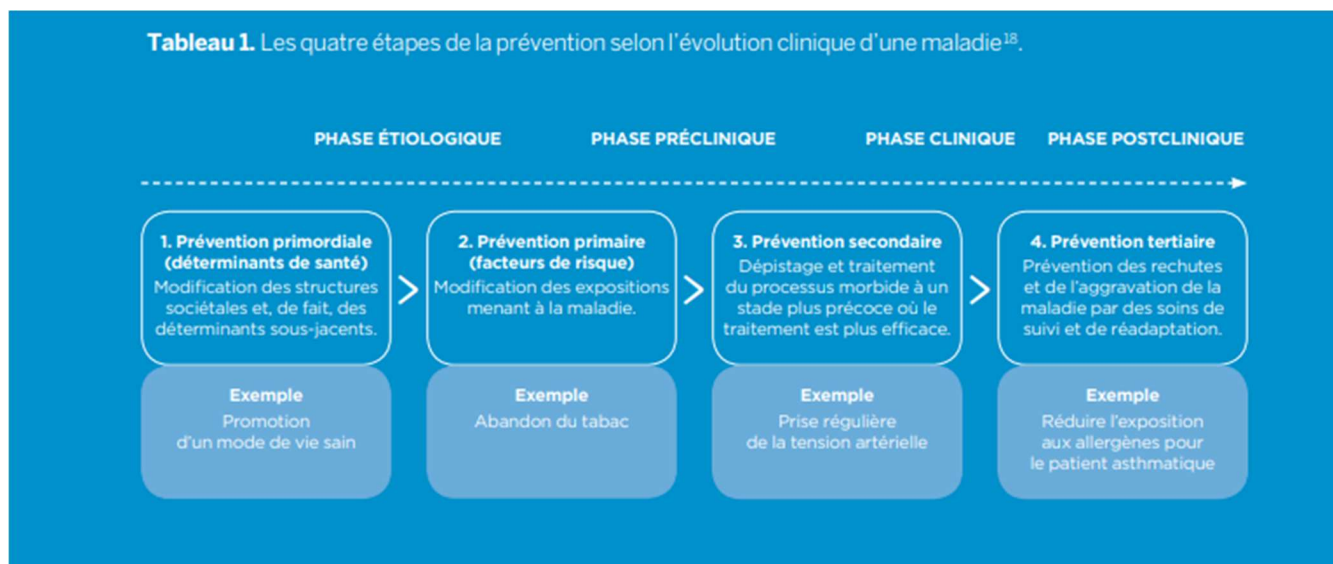 Tableau 1. Les quatre étapes de la prévention selon l'évolution clinique d'une maladie¹⁸.
PHASE ÉTIOLOGIQUE
PHASE PRÉCLINIQUE
PHASE CLINIQUE
PHASE POSTCLINIQUE
1. Prévention primordiale
(déterminants de santé)
Modification des structures
sociétales et, de fait, des
déterminants sous-jacents.
Exemple
Promotion
d'un mode de vie sain
2. Prévention primaire
(facteurs de risque)
Modification des expositions
menant à la maladie.
Exemple
Abandon du tabac
3. Prévention secondaire
Dépistage et traitement
du processus morbide à un
stade plus précoce où le
traitement est plus efficace.
Exemple
Prise régulière
de la tension artérielle
4. Prévention tertiaire
Prévention des rechutes
et de l'aggravation de la
maladie par des soins de
suivi et de réadaptation.
Exemple
Réduire l'exposition
aux allergènes pour
le patient asthmatique